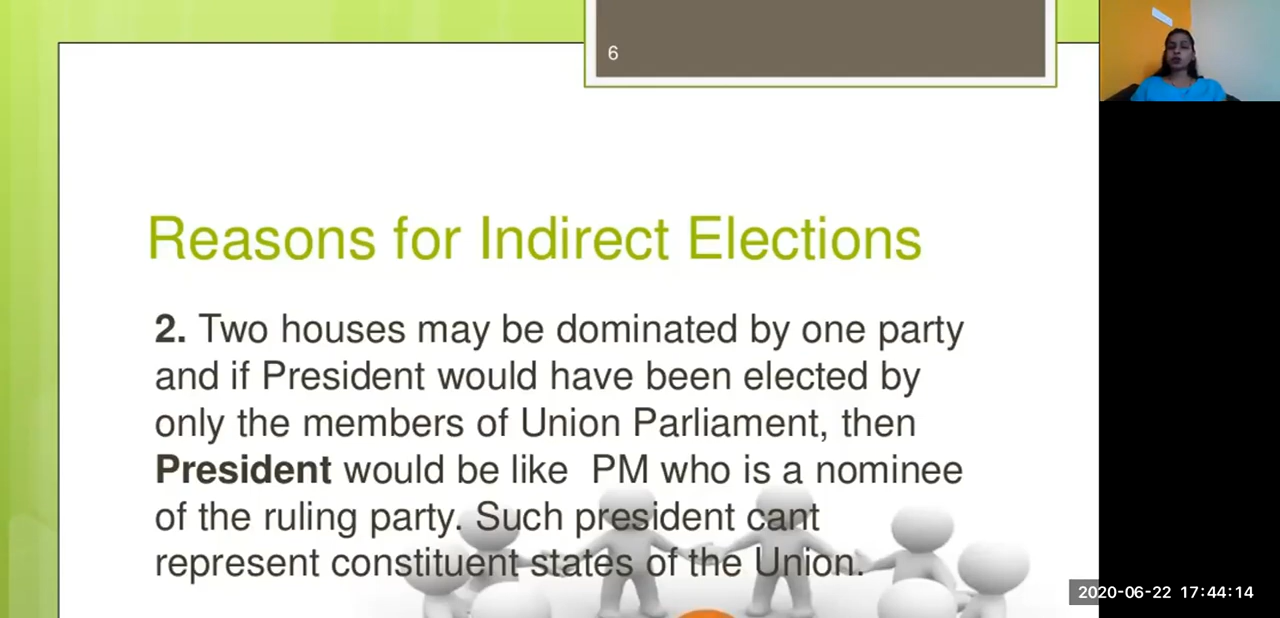 6
Reasons for Indirect Elections
2. Two houses may be dominated by one party
and if President would have been elected by
only the members of Union Parliament, then
President would be like PM who is a nominee
of the ruling party. Such president cant
represent constituent states of the Union.
2020-06-22 17:44:14